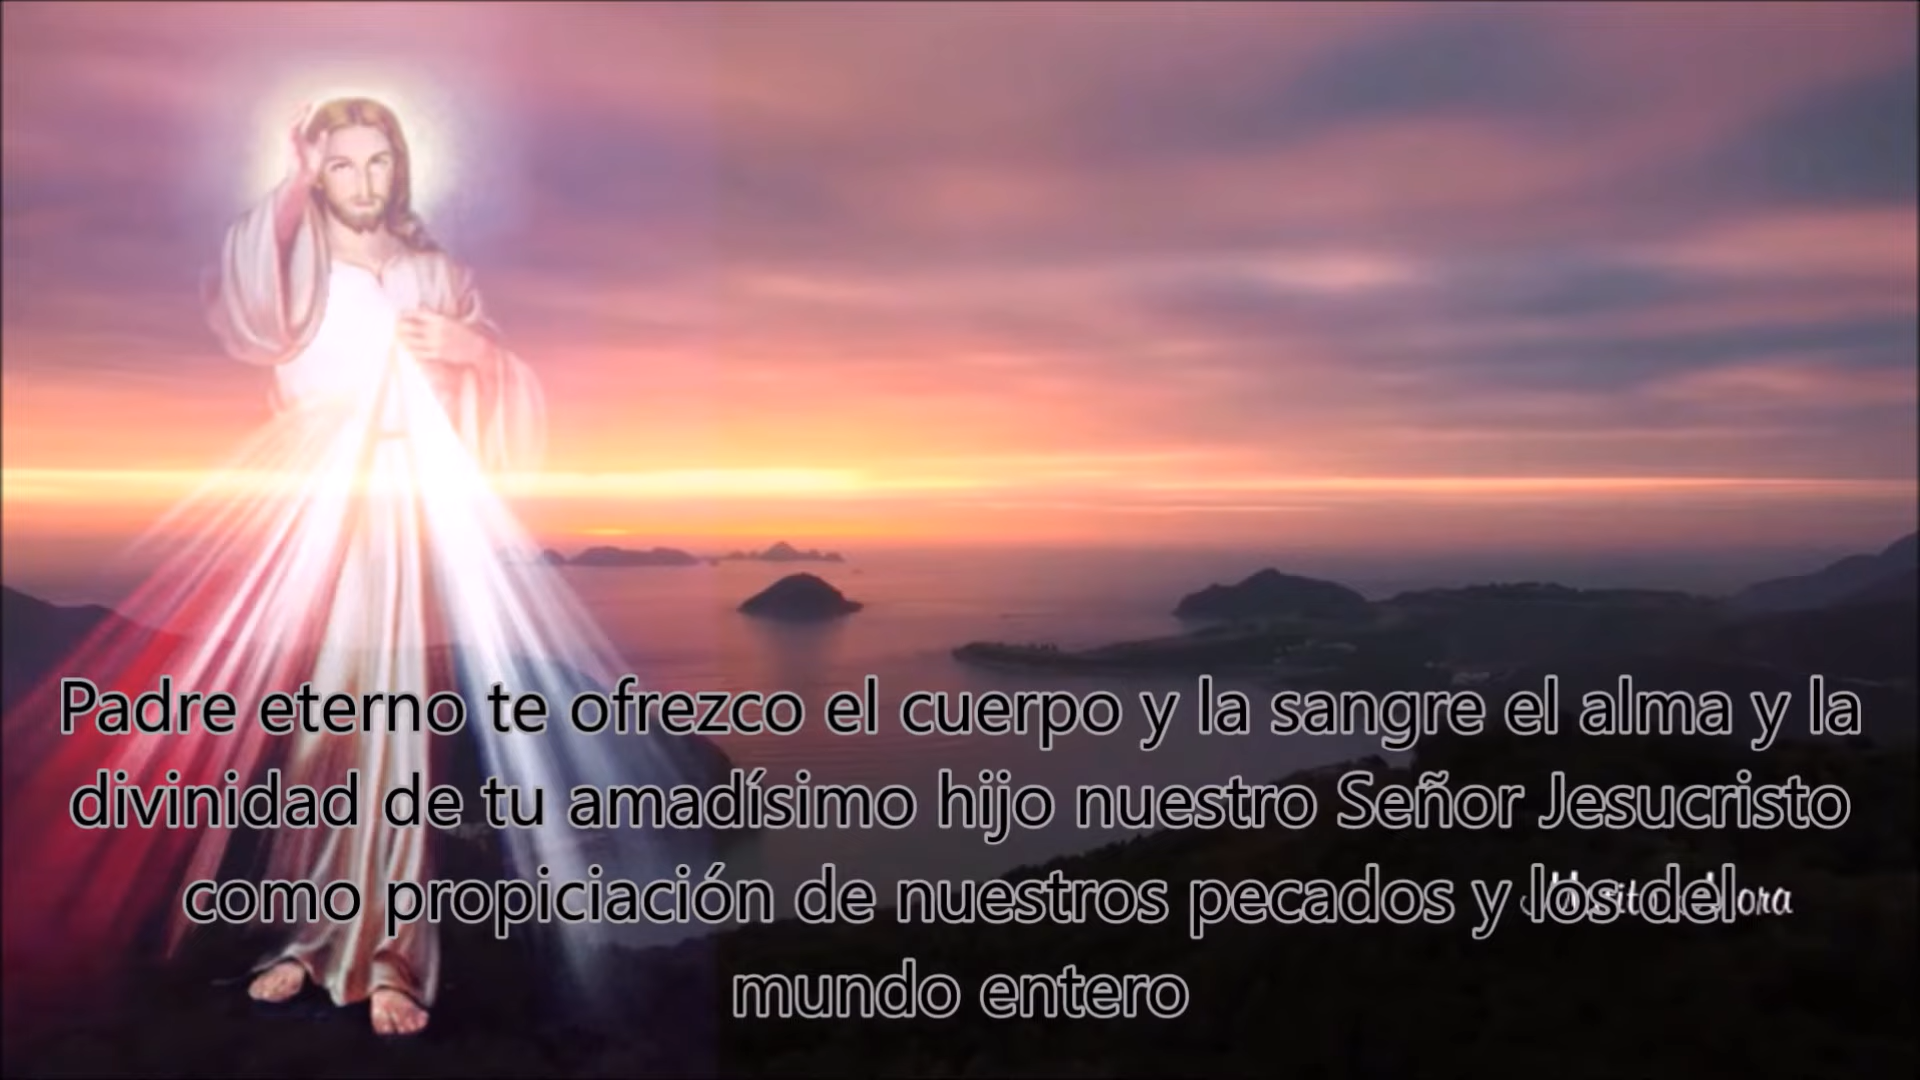 Padre eterno te ofrezco el cuerpo y la sangre el alma y la
divinidad de tu amadísimo hijo nuestro Señor Jesucristo
como propiciación de nuestros pecados y los del
mundo entero